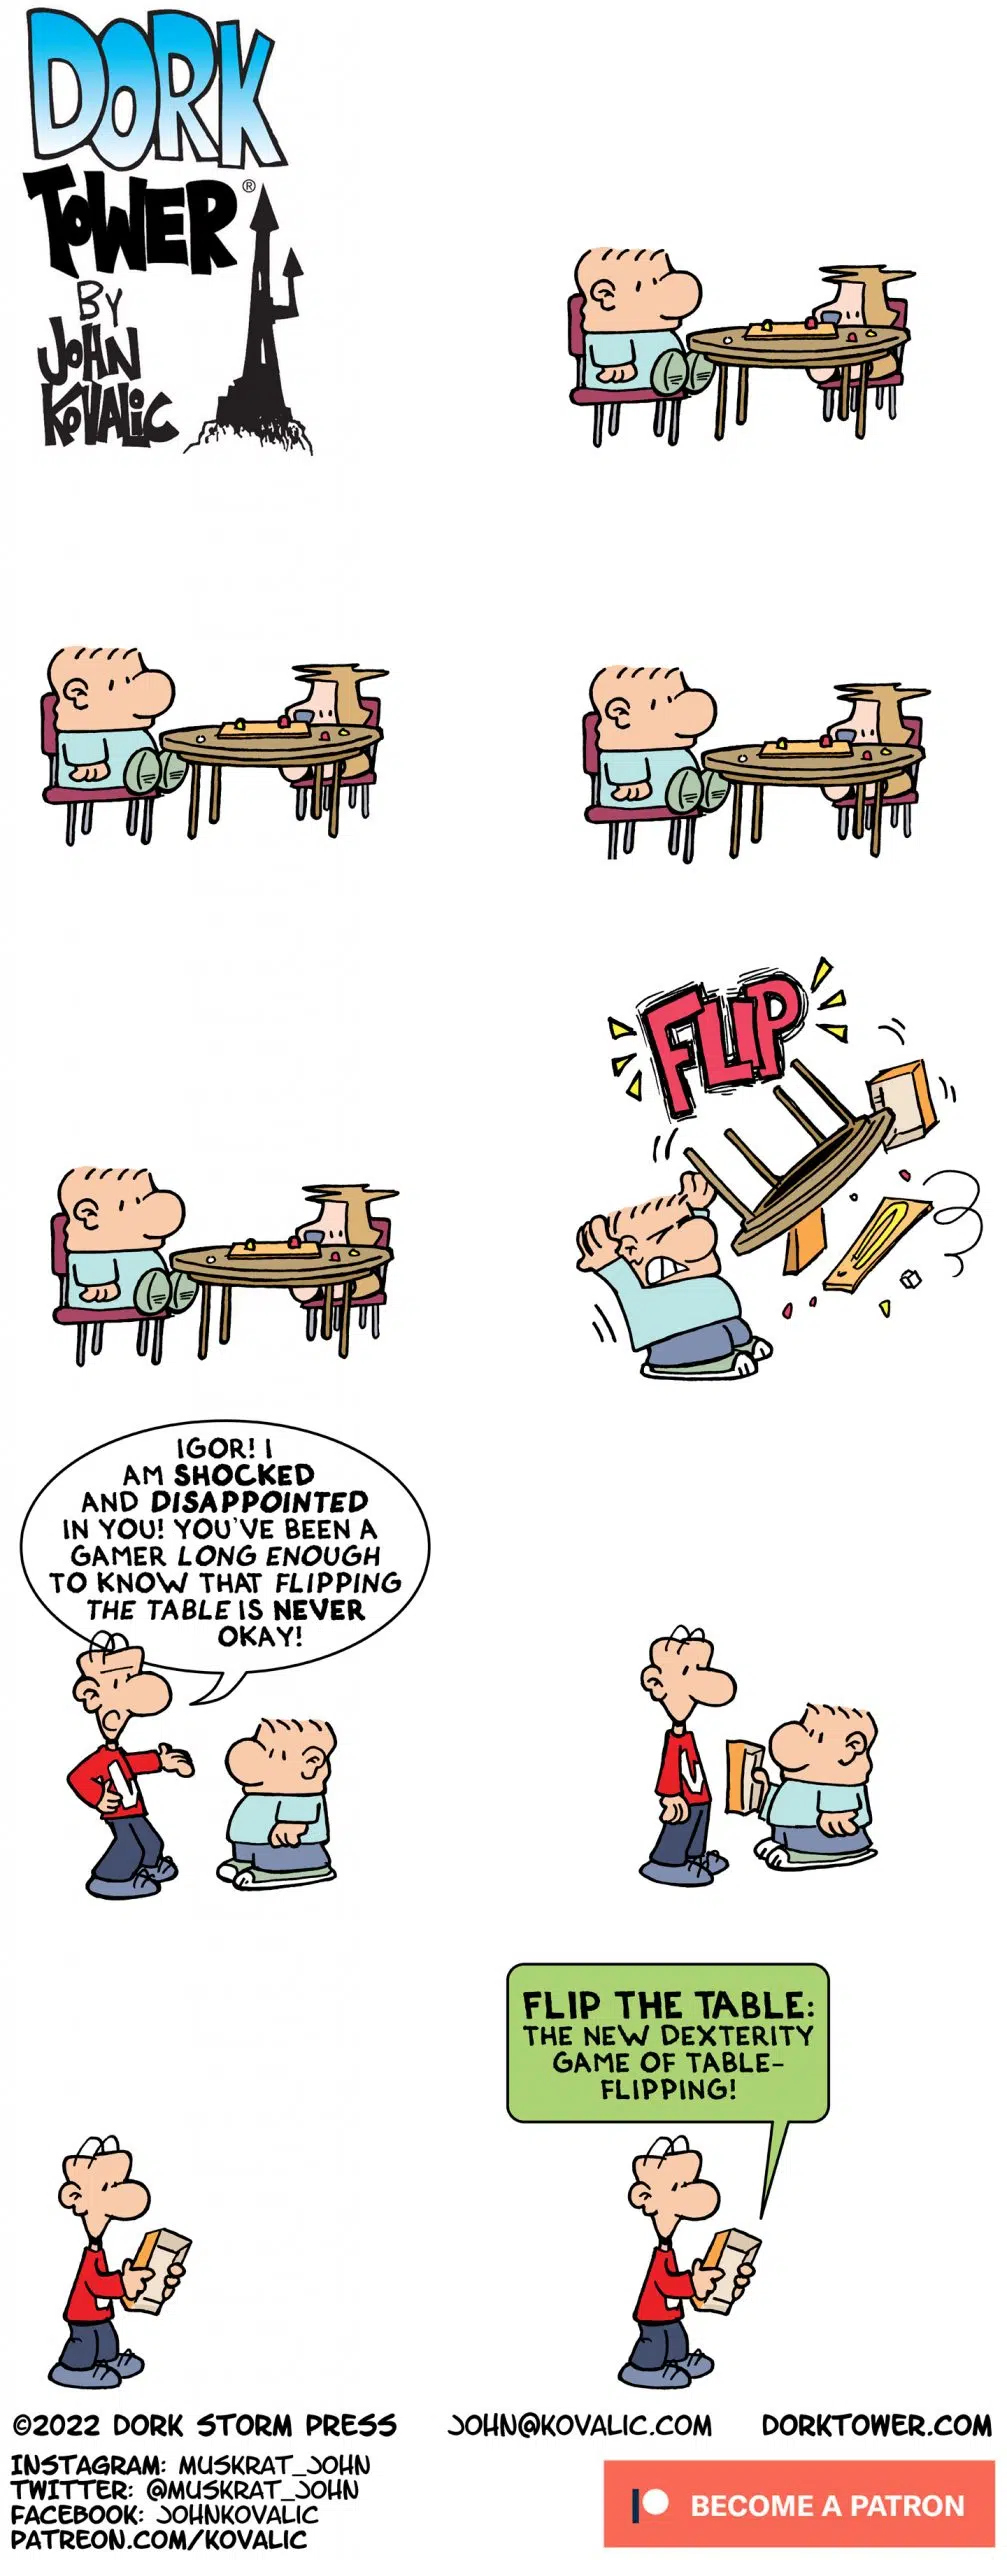 DORK
TOWER®
BY
JOHN
KOVALIC
FLIP
IGOR! I
AM SHOCKED
AND DISAPPOINTED
IN YOU! YOU'VE BEEN A
GAMER LONG ENOUGH
TO KNOW THAT FLIPPING
THE TABLE IS NEVER
OKAY!
FLIP THE TABLE:
THE NEW DEXTERITY
GAME OF TABLE-
FLIPPING!
©2022 DORK STORM PRESS JOHN@KOVALIC.COM DORKTOWER.COM
INSTAGRAM: MUSKRAT_JOHN
TWITTER: @MUSKRAT_JOHN
FACEBOOK: JOHNKOVALIC
PATREON.COM/KOVALIC
BECOME A PATRON